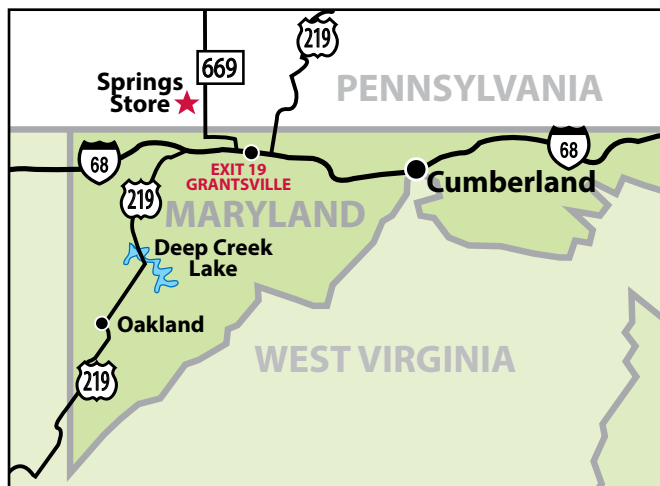 219
669
Springs
Store
PENNSYLVANIA
68
68
EXIT 19
GRANTSVILLE
Cumberland
219
MARYLAND
Deep Creek
Lake
Oakland
WEST VIRGINIA
219